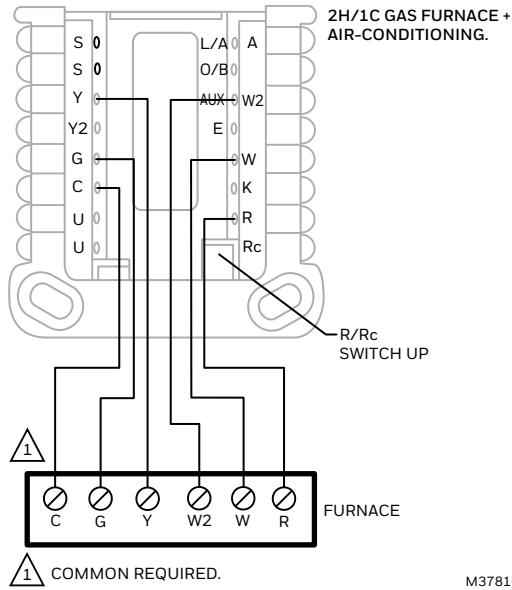 2H/1C GAS FURNACE +
AIR-CONDITIONING.
S
S
Y
Y2
G
C
U
U
L/A A
O/B
AUX W2
E
W
K
R
Rc
R/Rc
SWITCH UP
1
C G Y W2 W R
FURNACE
1 COMMON REQUIRED.
M3781